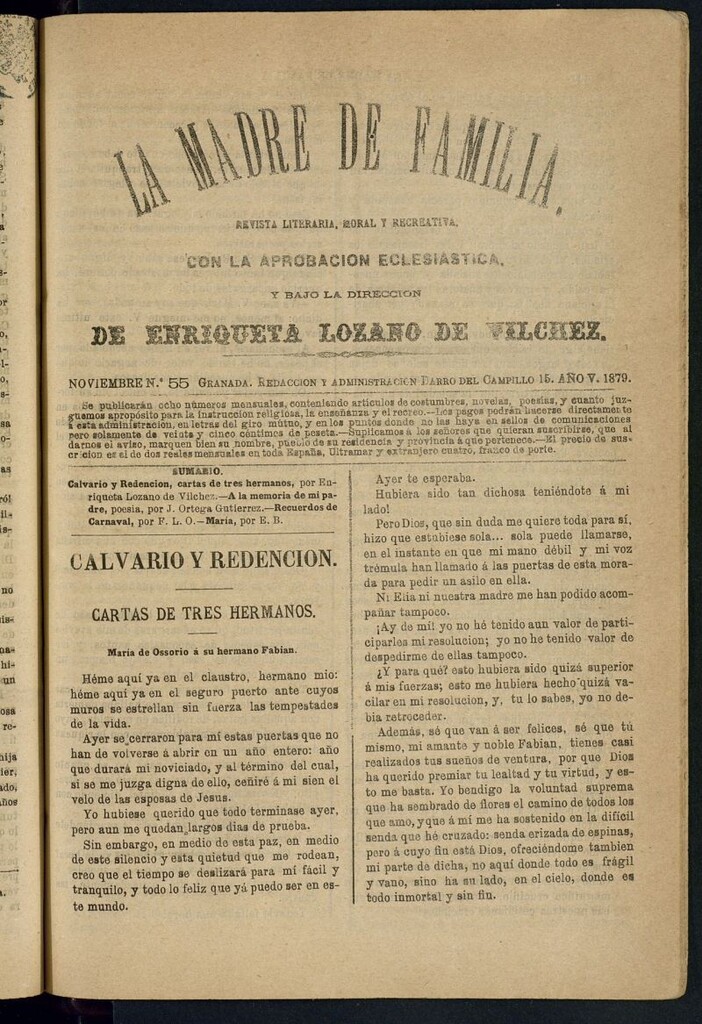 LA MADRE DE FAMILIA.
REVISTA LITERARIA, MORAL Y RECREATIVA,
CON LA APROBACION ECLESIÁSTICA,
Y BAJO LA DIRECCION
DE ENRIQUETA LOZANO DE VILCHEZ.
NOVIEMBRE N.º 55 GRANADA. REDACCION Y ADMINISTRACION DARRO DEL CAMPILLO 15. AÑO V. 1879.
Se publicarán ocho números mensuales, conteniendo artículos de costumbres, novelas, poesías, y cuanto juz-
guemos apropósito para la instruccion religiosa, la enseñanza y el recreo.—Los pagos podrán hacerse directamente
á esta administracion, en letras del giro mútuo, y en los puntos donde no las haya en sellos de comunicaciones
pero solamente de veinte y cinco céntimos de peseta.—Suplicamos á los señores que quieran suscribirse, que al
darnos el aviso, marquen bien su nombre, pueblo de su residencia y provincia á que pertenece.—El precio de sus-
cricion es el de dos reales mensuales en toda España, Ultramar y extranjero cuatro, franco de porte.
SUMARIO.
Calvario y Redencion, cartas de tres hermanos, por En-
riqueta Lozano de Vilchez.—A la memoria de mi pa-
dre, poesia, por J. Ortega Gutierrez.—Recuerdos de
Carnaval, por F. L. O.—Maria, por E. B.
CALVARIO Y REDENCION.
CARTAS DE TRES HERMANOS.
Maria de Ossorio á su hermano Fabian.
Héme aquí ya en el claustro, hermano mio:
héme aquí ya en el seguro puerto ante cuyos
muros se estrellan sin fuerza las tempestades
de la vida.
Ayer se cerraron para mí estas puertas que no
han de volverse á abrir en un año entero: año
que durará mi noviciado, y al término del cual,
si se me juzga digna de ello, ceñiré á mi sien el
velo de las esposas de Jesus.
Yo hubiese querido que todo terminase ayer,
pero aun me quedan largos dias de prueba.
Sin embargo, en medio de esta paz, en medio
de este silencio y esta quietud que me rodean,
creo que el tiempo se deslizará para mí fácil y
tranquilo, y todo lo feliz que yá puedo ser en es-
te mundo.
Ayer te esperaba.
Hubiera sido tan dichosa teniéndote á mi
lado!
Pero Dios, que sin duda me quiere toda para sí,
hizo que estubiese sola... sola puede llamarse,
en el instante en que mi mano débil y mi voz
trémula han llamado á las puertas de esta mora-
da para pedir un asilo en ella.
Ni Elia ni nuestra madre me han podido acom-
pañar tampoco.
¡Ay de mí! yo no hé tenido aun valor de parti-
ciparles mi resolucion; yo no he tenido valor de
despedirme de ellas tampoco.
¿Y para qué? esto hubiera sido quizá superior
á mis fuerzas; esto me hubiera hecho quizá va-
cilar en mi resolucion, y, tu lo sabes, yo no de-
bia retroceder.
Además, sé que ván á ser felices, sé que tú
mismo, mi amante y noble Fabian, tienes casi
realizados tus sueños de ventura, por que Dios
ha querido premiar tu lealtad y tu virtud, y es-
to me basta. Yo bendigo la voluntad suprema
que ha sembrado de flores el camino de todos los
que amo, y que á mí me ha sostenido en la difícil
senda que hé cruzado: senda erizada de espinas,
pero á cuyo fin está Dios, ofreciéndome tambien
mi parte de dicha, no aquí donde todo es frágil
y vano, sino ha su lado, en el cielo, donde es
todo inmortal y sin fin.